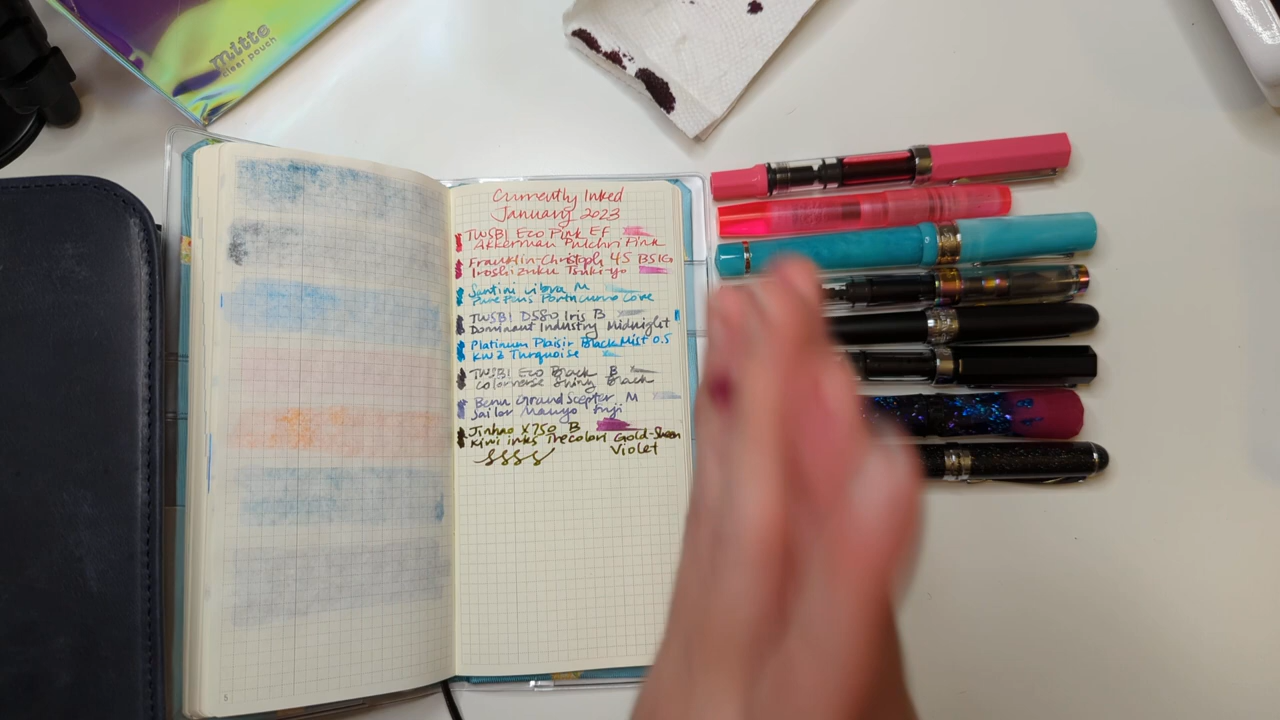 mitte
clear pouch
Currently Inked
January 2023
TWSBI Eco Pink EF
Akkerman Pulchri Pink
Franklin-Christoph 45 BSIG
Iroshizuku Tsuki-yo
Santini Libra M
Pure Pens Porthcurno Cove
TWSBI D580 Iris B
Dominant Industry Midnight
Platinum Plaisir Black Mist 0.5
KWZ Turquoise
TWSBI Eco Black B
Colorverse Shiny Black
Benu Grand Scepter M
Sailor Manyo Fuji
Jinhao X750 B
Kiwi inks Trecolori Gold-Sheen
Violet
5